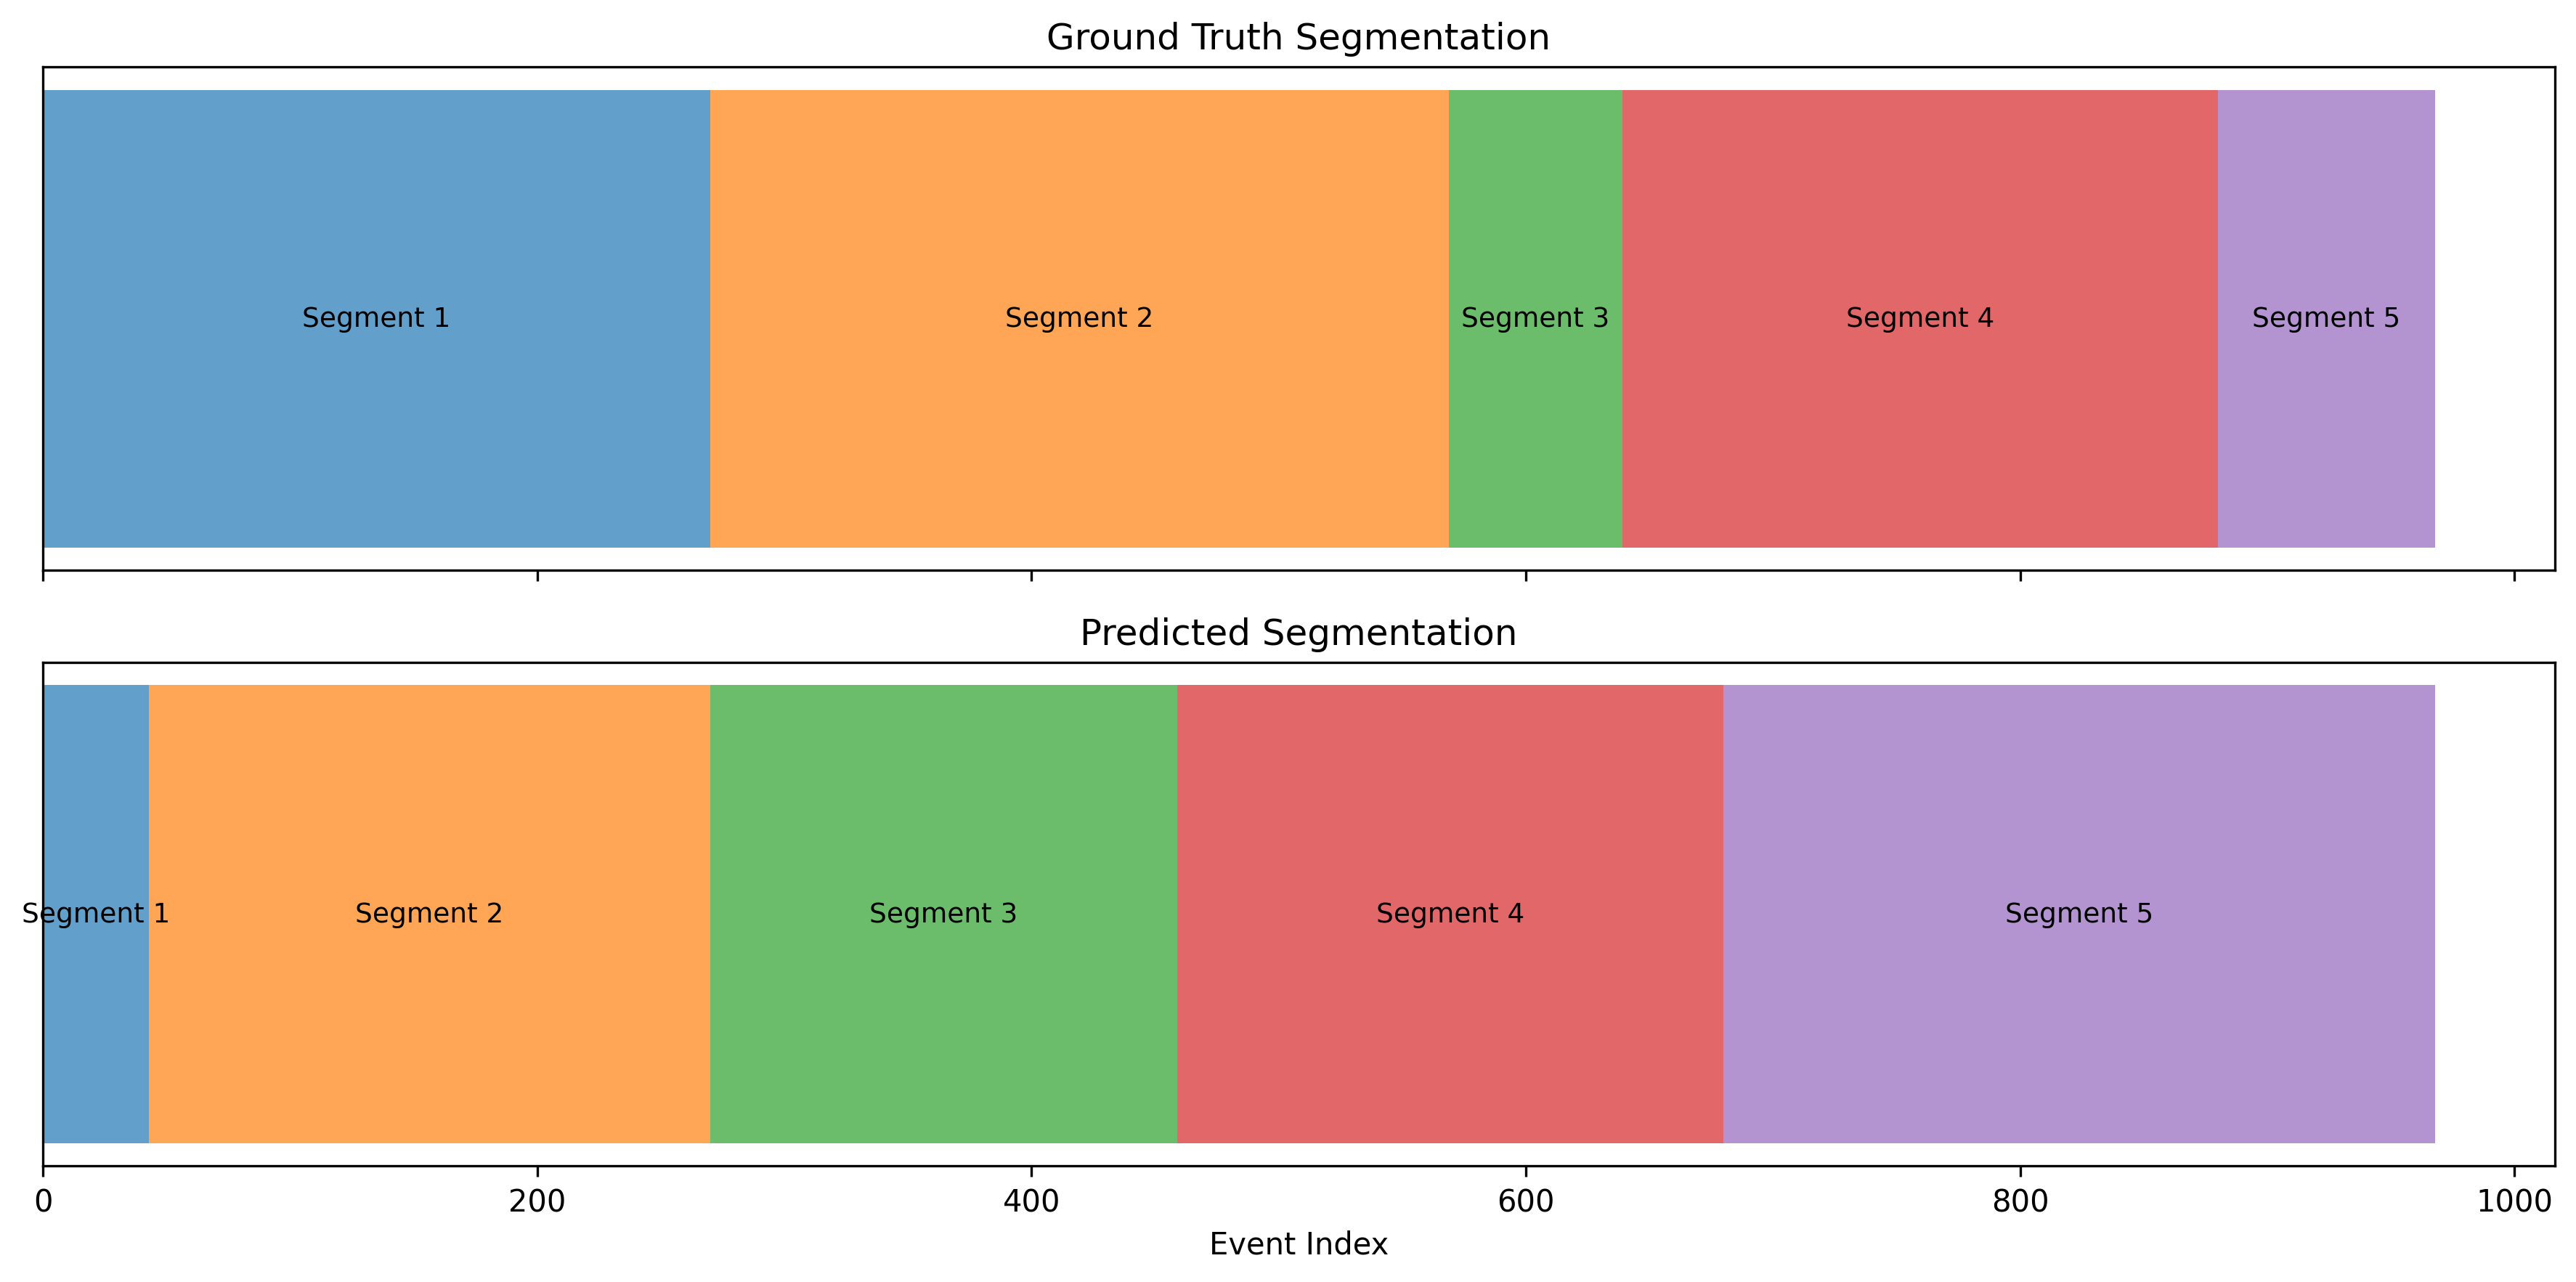 Ground Truth Segmentation
Segment 1 Segment 2 Segment 3 Segment 4 Segment 5
Predicted Segmentation
Segment 1 Segment 2 Segment 3 Segment 4 Segment 5
0 200 400 600 800 1000
Event Index